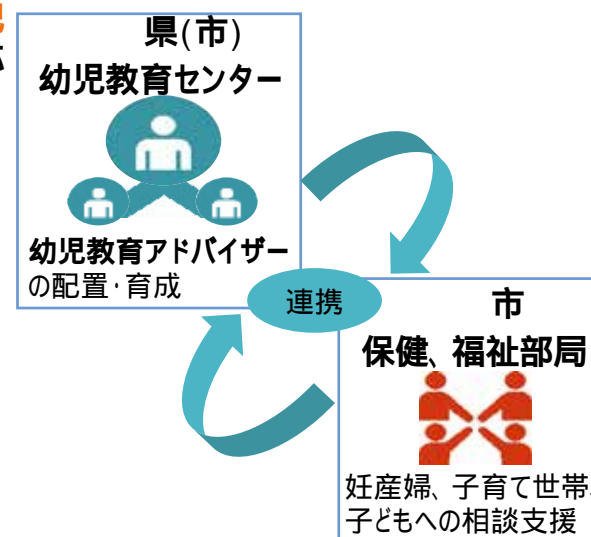 県(市)
幼児教育センター
幼児教育アドバイザー
の配置・育成
連携
市
保健、福祉部局
妊産婦、子育て世帯、
子どもへの相談支援